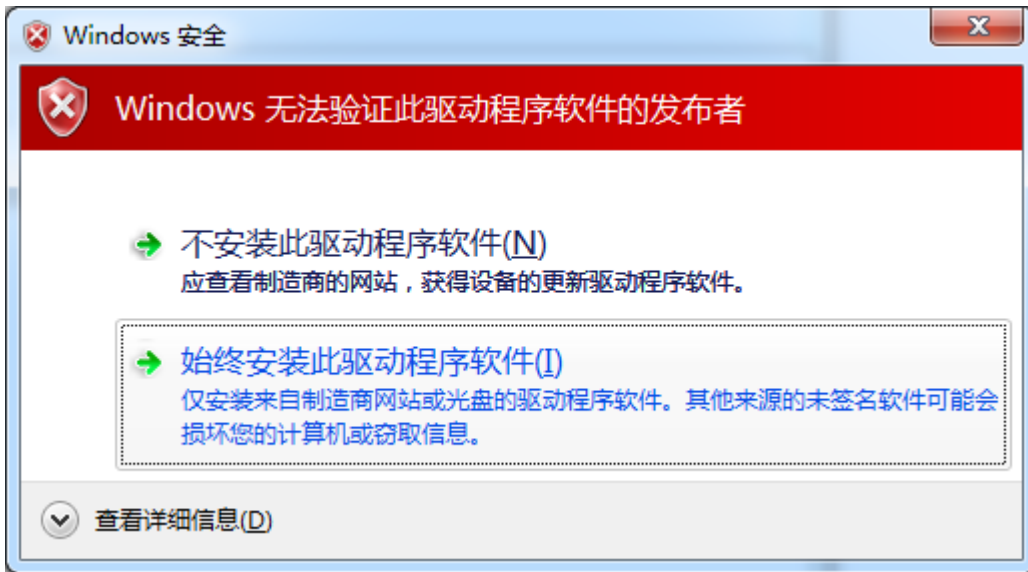 Windows 安全
Windows 无法验证此驱动程序软件的发布者
不安装此驱动程序软件(N)
应查看制造商的网站，获得设备的更新驱动程序软件。
始终安装此驱动程序软件(I)
仅安装来自制造商网站或光盘的驱动程序软件。其他来源的未签名软件可能会
损坏您的计算机或窃取信息。
查看详细信息(D)